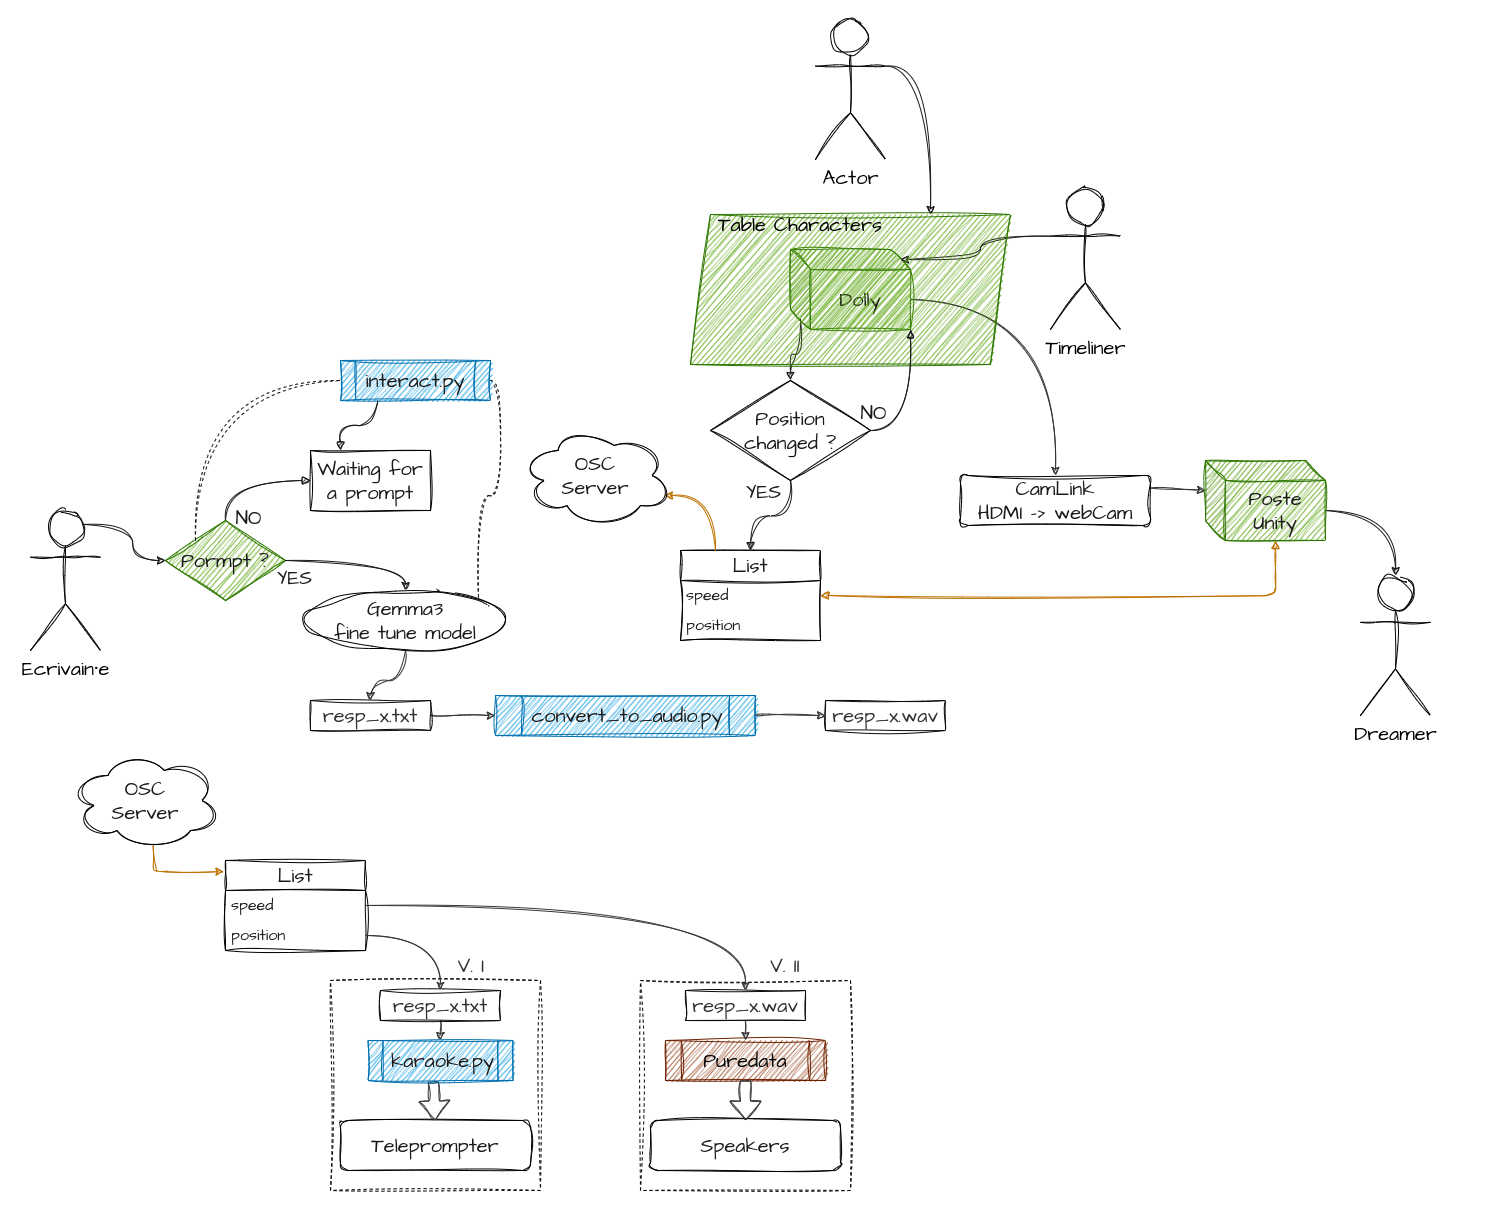 Actor
Table Characters
Dolly
Timeliner
interact.py
Position
changed ?
NO
Waiting for
a prompt
OSC
Server
YES
CamLink
HDMI -> webCam
Poste
Unity
NO
Pormpt ?
YES
List
speed
position
Gemma3
fine tune model
Ecrivain·e
resp_x.txt
convert_to_audio.py
resp_x.wav
Dreamer
OSC
Server
List
speed
position
V. I
V. II
resp_x.txt
resp_x.wav
karaoke.py
Puredata
Teleprompter
Speakers